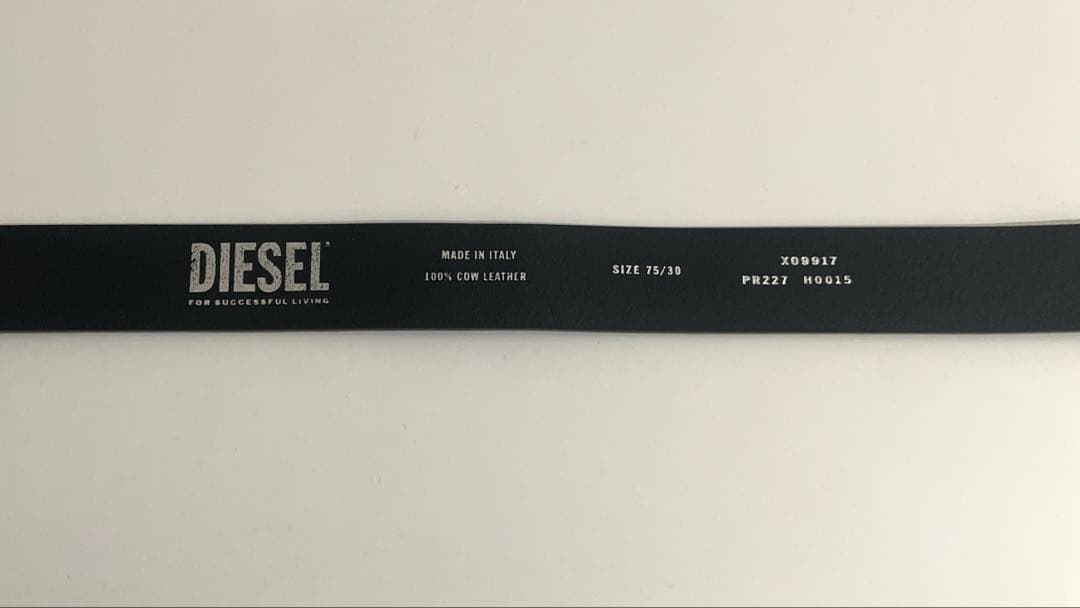 DIESEL
FOR SUCCESSFUL LIVING
MADE IN ITALY
100% COW LEATHER
SIZE 75/30
X09917
PR227 H0015